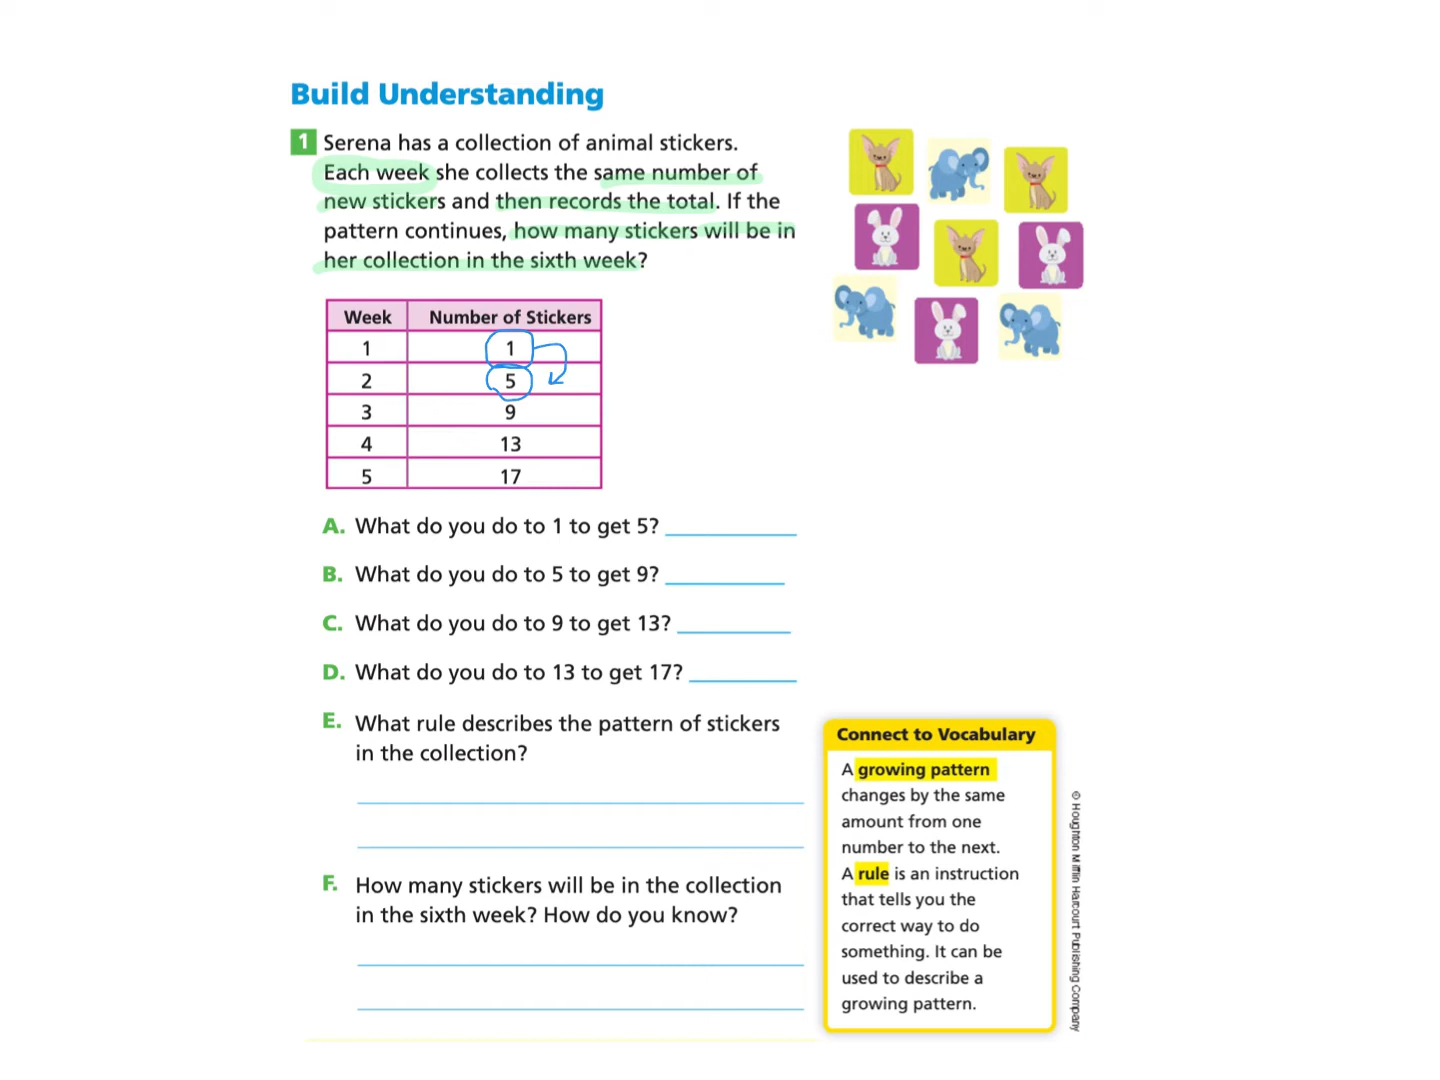 Build Understanding
1 Serena has a collection of animal stickers.
Each week she collects the same number of
new stickers and then records the total. If the
pattern continues, how many stickers will be in
her collection in the sixth week?
Week Number of Stickers
1 1
2 5
3 9
4 13
5 17
A. What do you do to 1 to get 5?
B. What do you do to 5 to get 9?
C. What do you do to 9 to get 13?
D. What do you do to 13 to get 17?
E. What rule describes the pattern of stickers
in the collection?
F. How many stickers will be in the collection
in the sixth week? How do you know?
Connect to Vocabulary
A growing pattern
changes by the same
amount from one
number to the next.
A rule is an instruction
that tells you the
correct way to do
something. It can be
used to describe a
growing pattern.
© Houghton Mifflin Harcourt Publishing Company